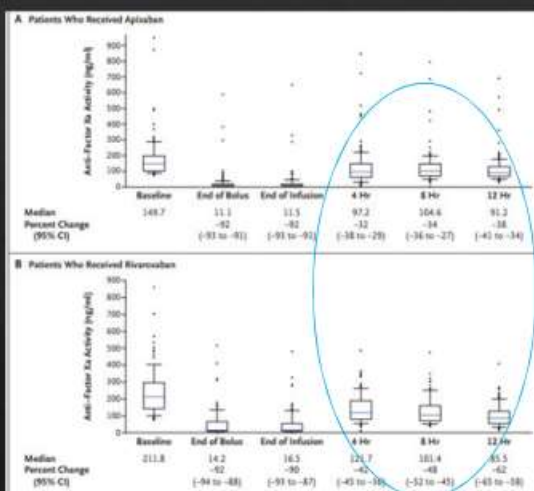 A Patients Who Received Apixaban
Anti-Factor Xa Activity (ng/ml)
900
800
700
600
500
400
300
200
100
0
Baseline End of Bolus End of Infusion 4 Hr 8 Hr 12 Hr
Median 149.7 11.1 11.5 97.2 104.6 91.2
Percent Change −92 −92 −32 −34 −38
(95% CI) (−93 to −91) (−93 to −91) (−38 to −29) (−36 to −27) (−41 to −34)
B Patients Who Received Rivaroxaban
Anti-Factor Xa Activity (ng/ml)
900
800
700
600
500
400
300
200
100
0
Baseline End of Bolus End of Infusion 4 Hr 8 Hr 12 Hr
Median 211.8 14.2 16.5 101.4
Percent Change −92 −90 −42 −48 −62
(95% CI) (−94 to −88) (−93 to −87) (−52 to −45) (−65 to −58)